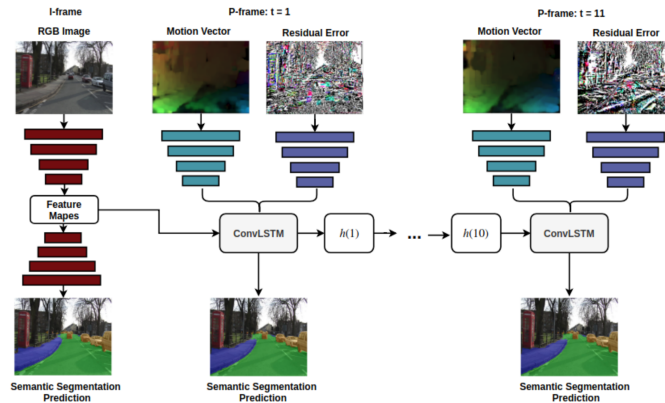 I-frame
RGB Image
P-frame: t = 1
Motion Vector
Residual Error
P-frame: t = 11
Motion Vector
Residual Error
Feature
Mapes
ConvLSTM
h(1)
...
h(10)
ConvLSTM
Semantic Segmentation
Prediction
Semantic Segmentation
Prediction
Semantic Segmentation
Prediction